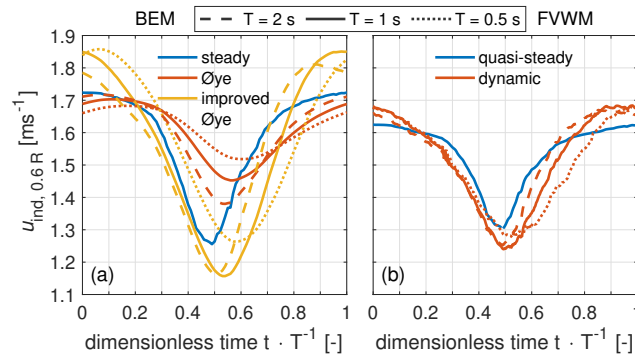 BEM T = 2 s T = 1 s T = 0.5 s FVWM
1.9
1.8
1.7
1.6
1.5
1.4
1.3
1.2
1.1
u_ind, 0.6 R [ms^-1]
steady
Øye
improved
Øye
(a)
0 0.2 0.4 0.6 0.8 1
dimensionless time t · T^-1 [-]
quasi-steady
dynamic
(b)
0 0.2 0.4 0.6 0.8 1
dimensionless time t · T^-1 [-]